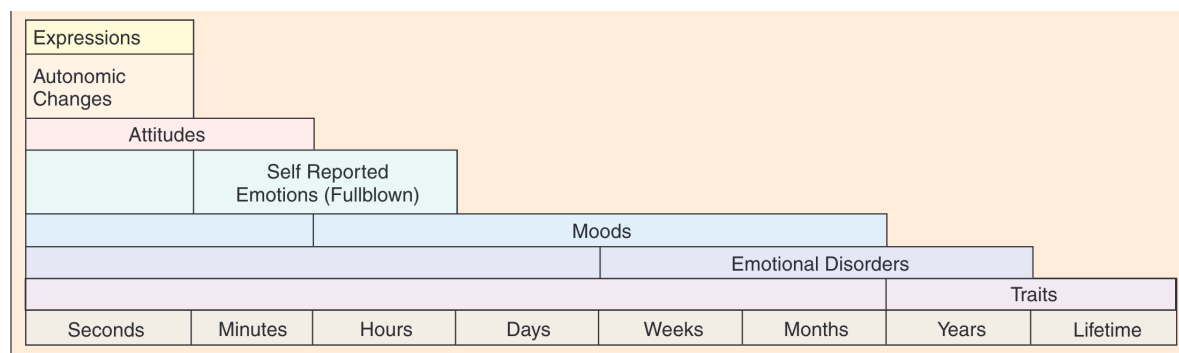 Expressions
Autonomic
Changes
Attitudes
Self Reported
Emotions (Fullblown)
Moods
Emotional Disorders
Traits
Seconds Minutes Hours Days Weeks Months Years Lifetime